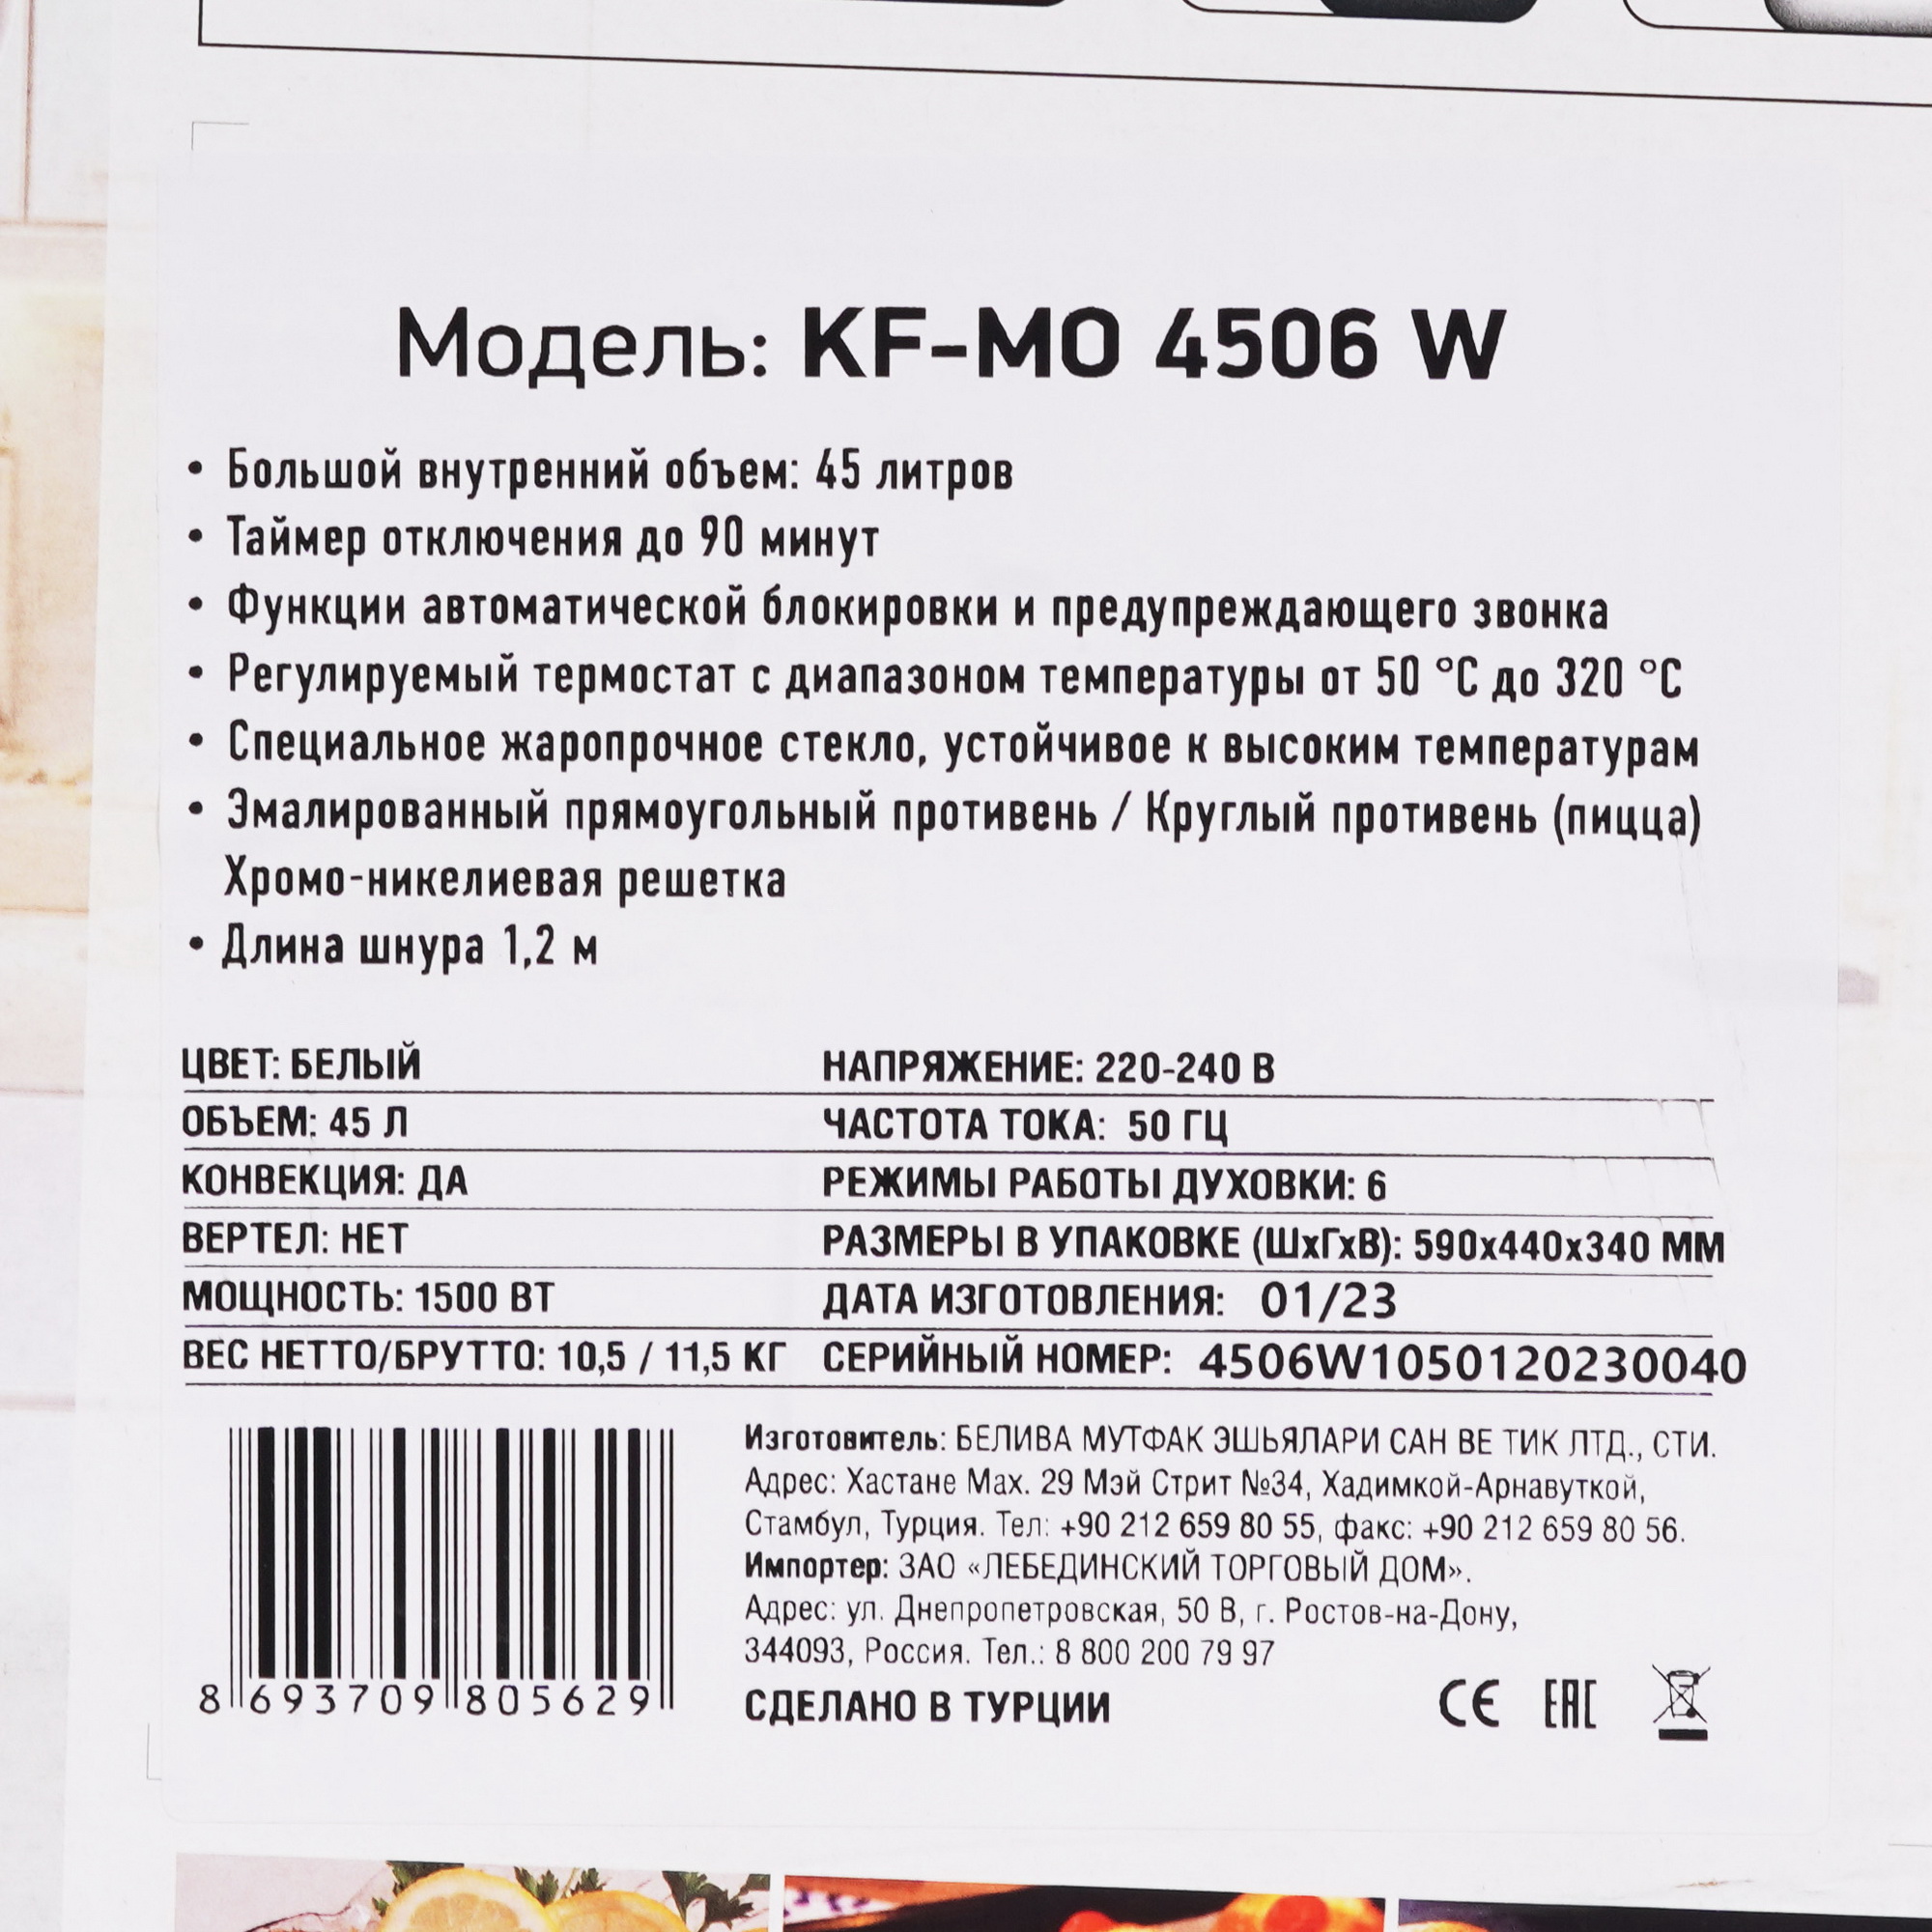 Модель: KF-MO 4506 W
• Большой внутренний объем: 45 литров
• Таймер отключения до 90 минут
• Функции автоматической блокировки и предупреждающего звонка
• Регулируемый термостат с диапазоном температуры от 50 °C до 320 °C
• Специальное жаропрочное стекло, устойчивое к высоким температурам
• Эмалированный прямоугольный противень / Круглый противень (пицца)
Хромо-никелиевая решетка
• Длина шнура 1,2 м
ЦВЕТ: БЕЛЫЙ НАПРЯЖЕНИЕ: 220-240 В
ОБЪЕМ: 45 Л ЧАСТОТА ТОКА: 50 ГЦ
КОНВЕКЦИЯ: ДА РЕЖИМЫ РАБОТЫ ДУХОВКИ: 6
ВЕРТЕЛ: НЕТ РАЗМЕРЫ В УПАКОВКЕ (ШхГхВ): 590х440х340 ММ
МОЩНОСТЬ: 1500 ВТ ДАТА ИЗГОТОВЛЕНИЯ: 01/23
ВЕС НЕТТО/БРУТТО: 10,5 / 11,5 КГ СЕРИЙНЫЙ НОМЕР: 4506W1050120230040
Изготовитель: БЕЛИВА МУТФАК ЭШЬЯЛАРИ САН ВЕ ТИК ЛТД., СТИ.
Адрес: Хастане Мах. 29 Мэй Стрит №34, Хадимкой-Арнавуткой,
Стамбул, Турция. Тел: +90 212 659 80 55, факс: +90 212 659 80 56.
Импортер: ЗАО «ЛЕБЕДИНСКИЙ ТОРГОВЫЙ ДОМ».
Адрес: ул. Днепропетровская, 50 В, г. Ростов-на-Дону,
344093, Россия. Тел.: 8 800 200 79 97
СДЕЛАНО В ТУРЦИИ
CE EAC
8 693709 805629